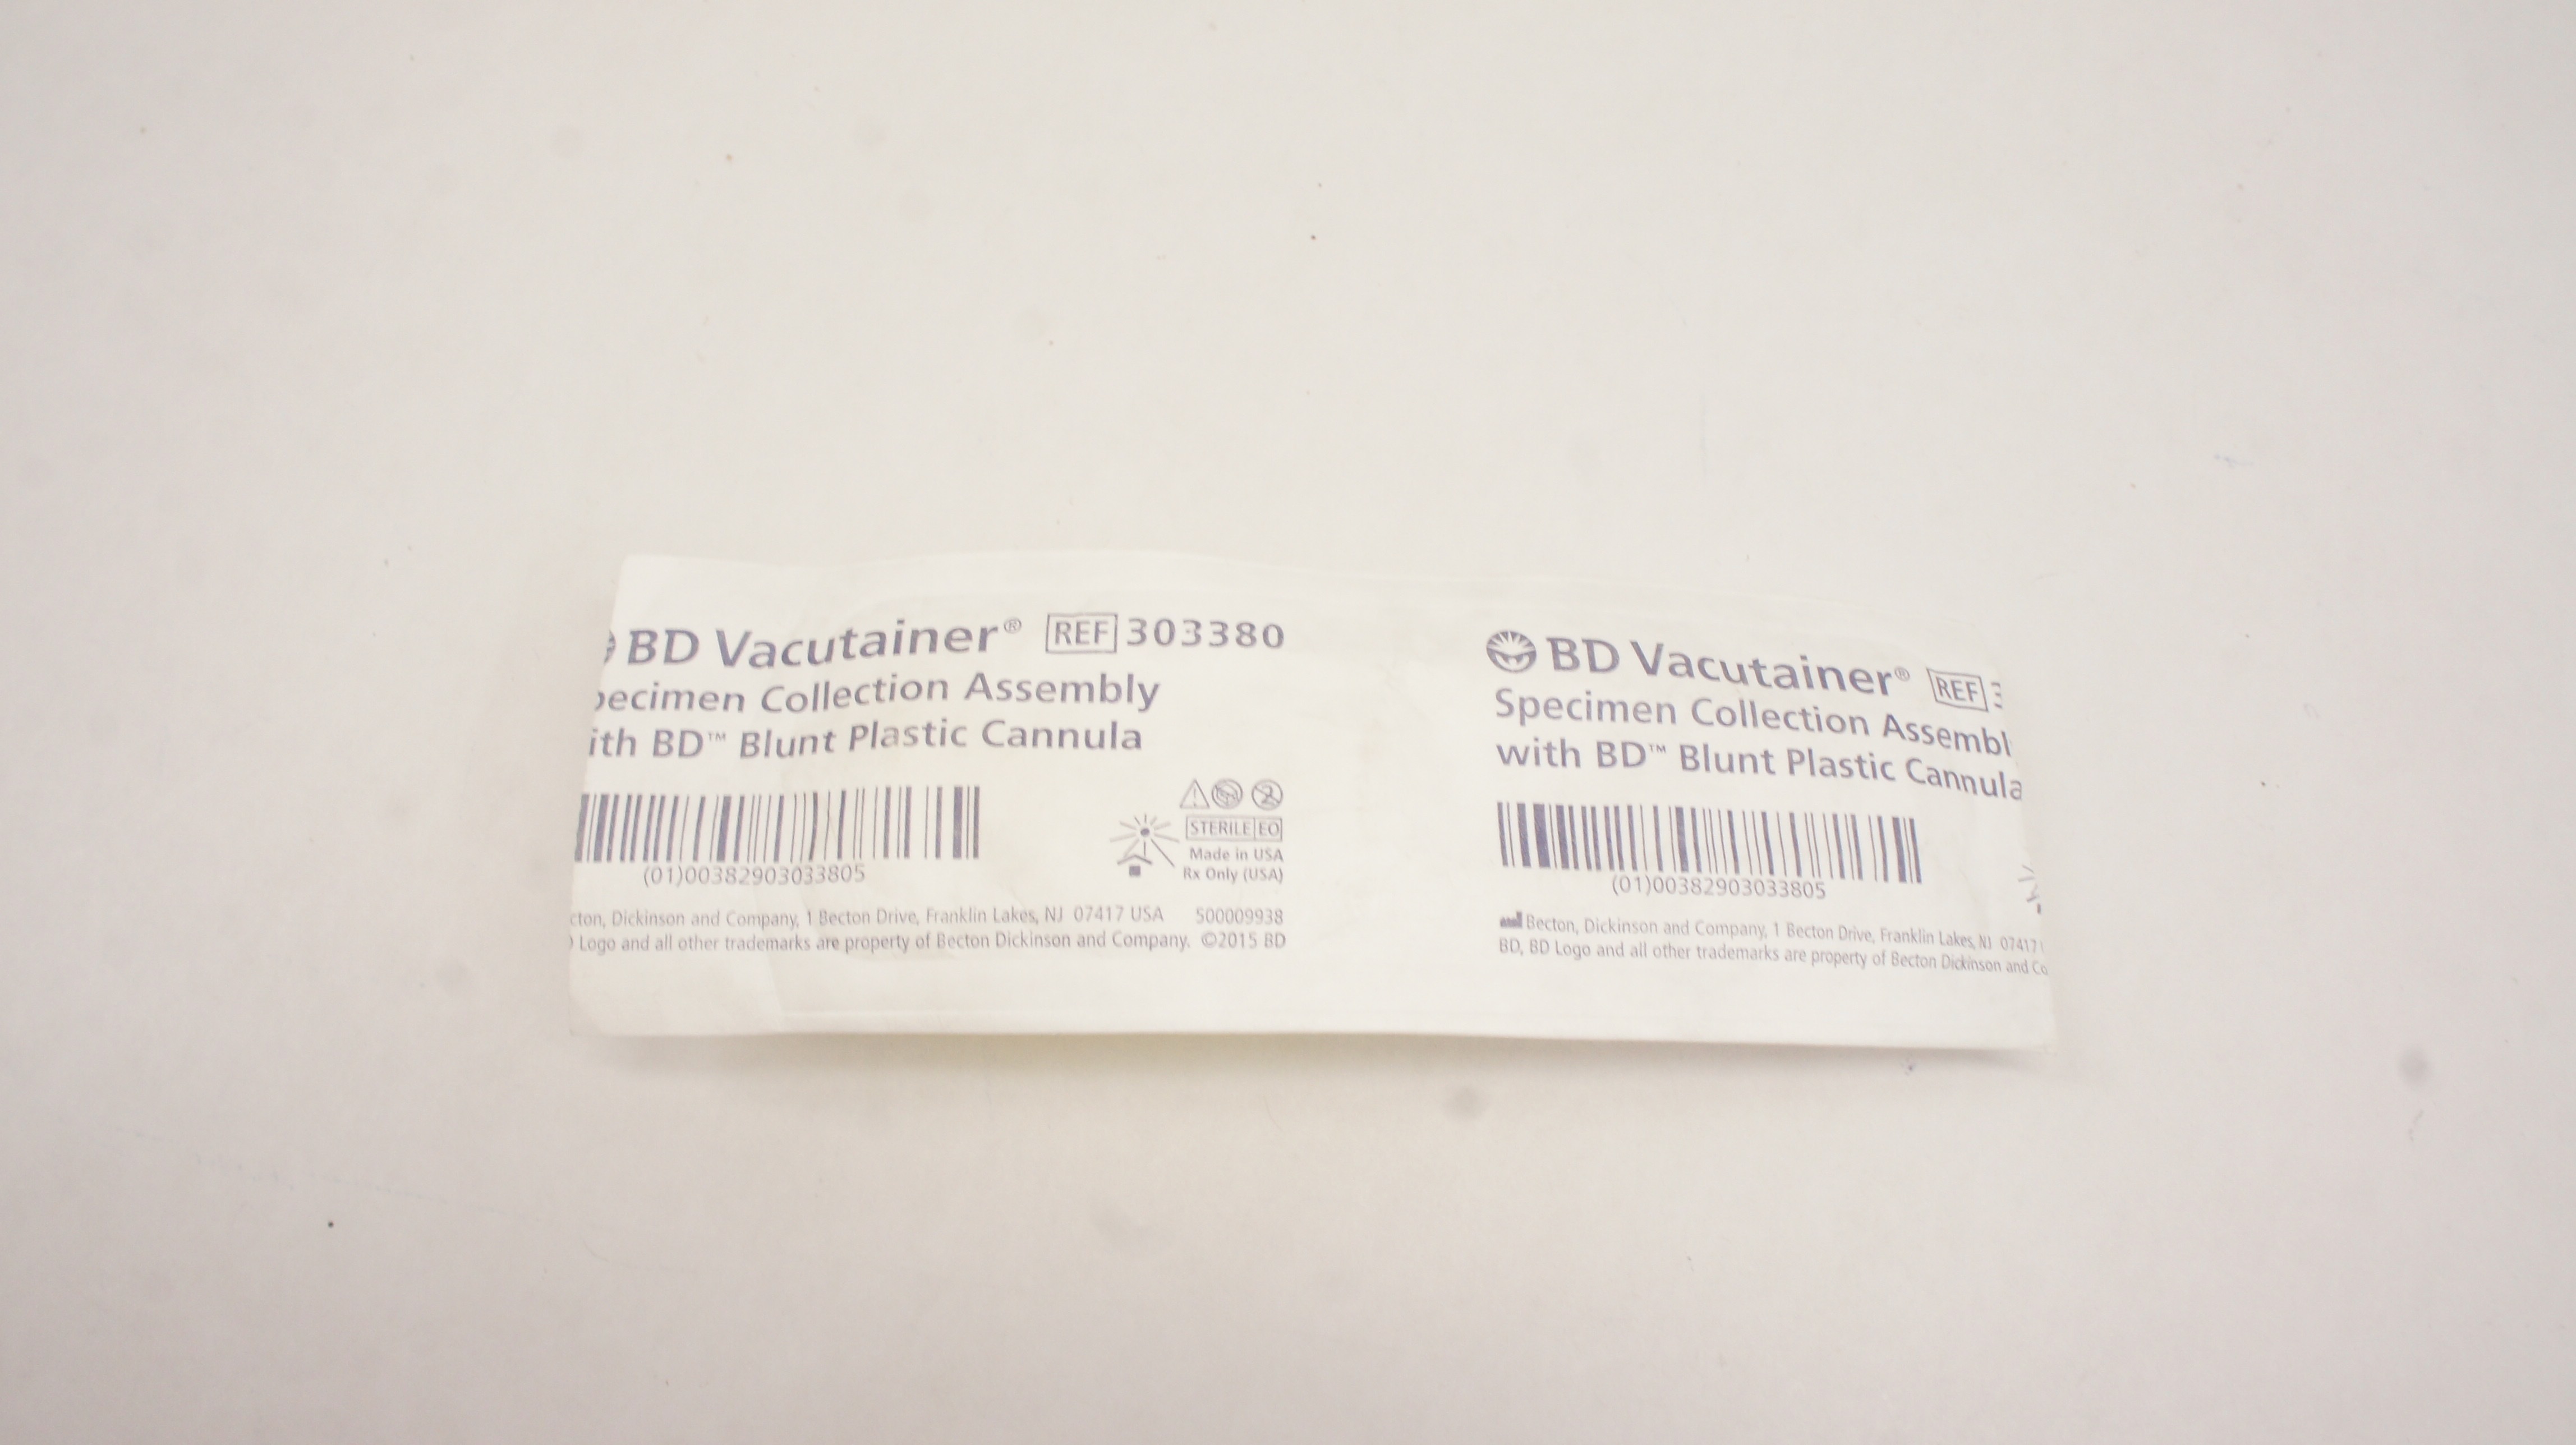 BD Vacutainer® REF 303380
pecimen Collection Assembly
ith BD™ Blunt Plastic Cannula
(01)00382903033805
STERILE EO
Made in USA
Rx Only (USA)
cton, Dickinson and Company, 1 Becton Drive, Franklin Lakes, NJ 07417 USA 500009938
Logo and all other trademarks are property of Becton Dickinson and Company. ©2015 BD
BD Vacutainer® REF
Specimen Collection Assembl
with BD™ Blunt Plastic Cannula
(01)00382903033805
Becton, Dickinson and Company, 1 Becton Drive, Franklin Lakes, NJ 07417
BD, BD Logo and all other trademarks are property of Becton Dickinson and Co